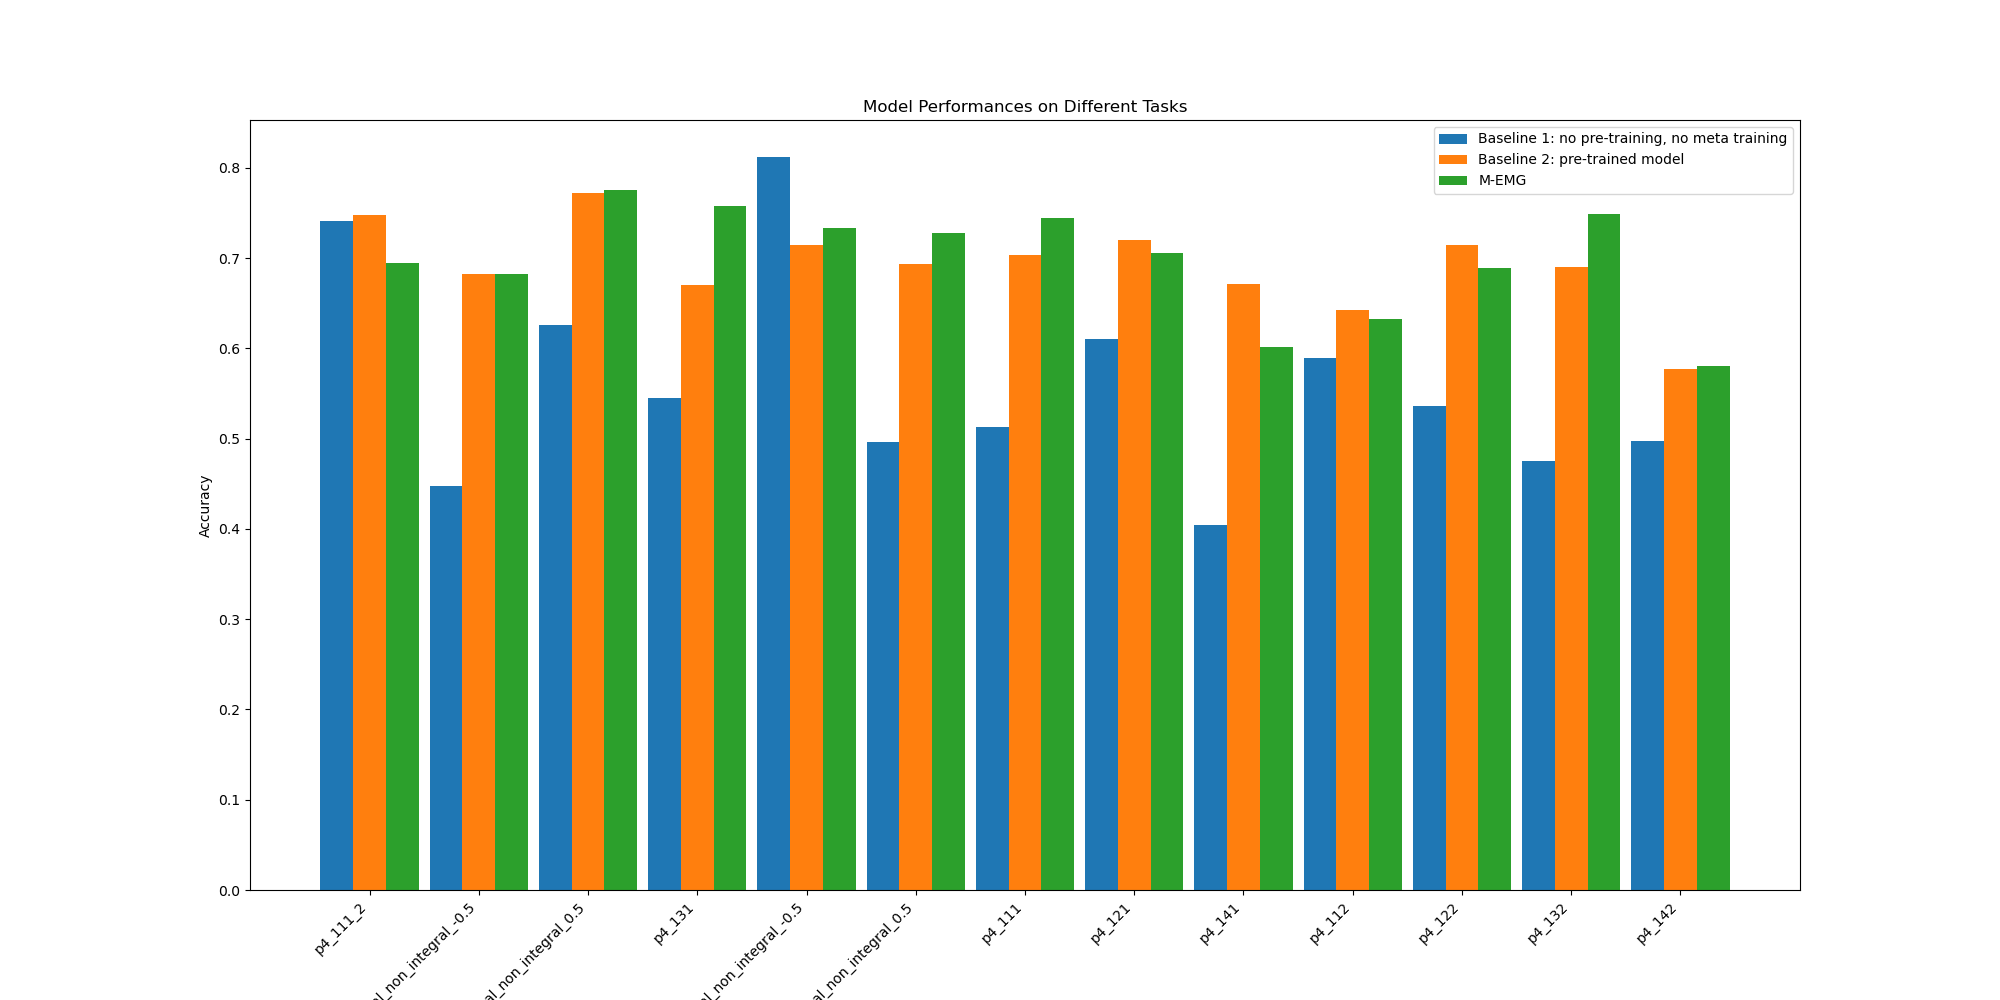 Model Performances on Different Tasks
Baseline 1: no pre-training, no meta training
Baseline 2: pre-trained model
M-EMG
Accuracy
0.8
0.7
0.6
0.5
0.4
0.3
0.2
0.1
0.0
p4_111_2
al_non_integral_-0.5
al_non_integral_0.5
p4_131
al_non_integral_-0.5
al_non_integral_0.5
p4_111
p4_121
p4_141
p4_112
p4_122
p4_132
p4_142